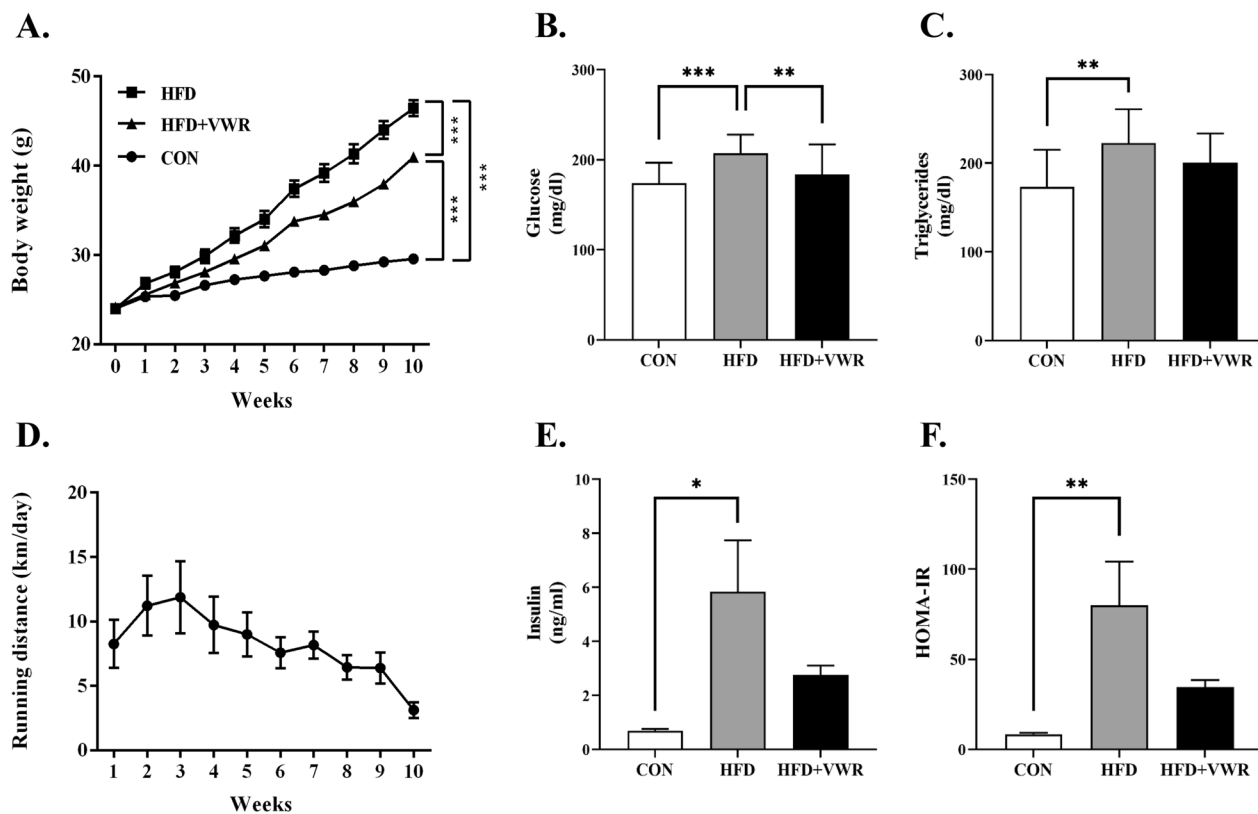 A.
Body weight (g)
50
40
30
20
HFD
HFD+VWR
CON
***
***
***
0 1 2 3 4 5 6 7 8 9 10
Weeks
B.
Glucose
(mg/dl)
300
200
100
0
***
**
CON HFD HFD+VWR
C.
Triglycerides
(mg/dl)
300
200
100
0
**
CON HFD HFD+VWR
D.
Running distance (km/day)
20
15
10
5
0
1 2 3 4 5 6 7 8 9 10
Weeks
E.
Insulin
(ng/ml)
10
8
6
4
2
0
*
CON HFD HFD+VWR
F.
HOMA-IR
150
100
50
0
**
CON HFD HFD+VWR